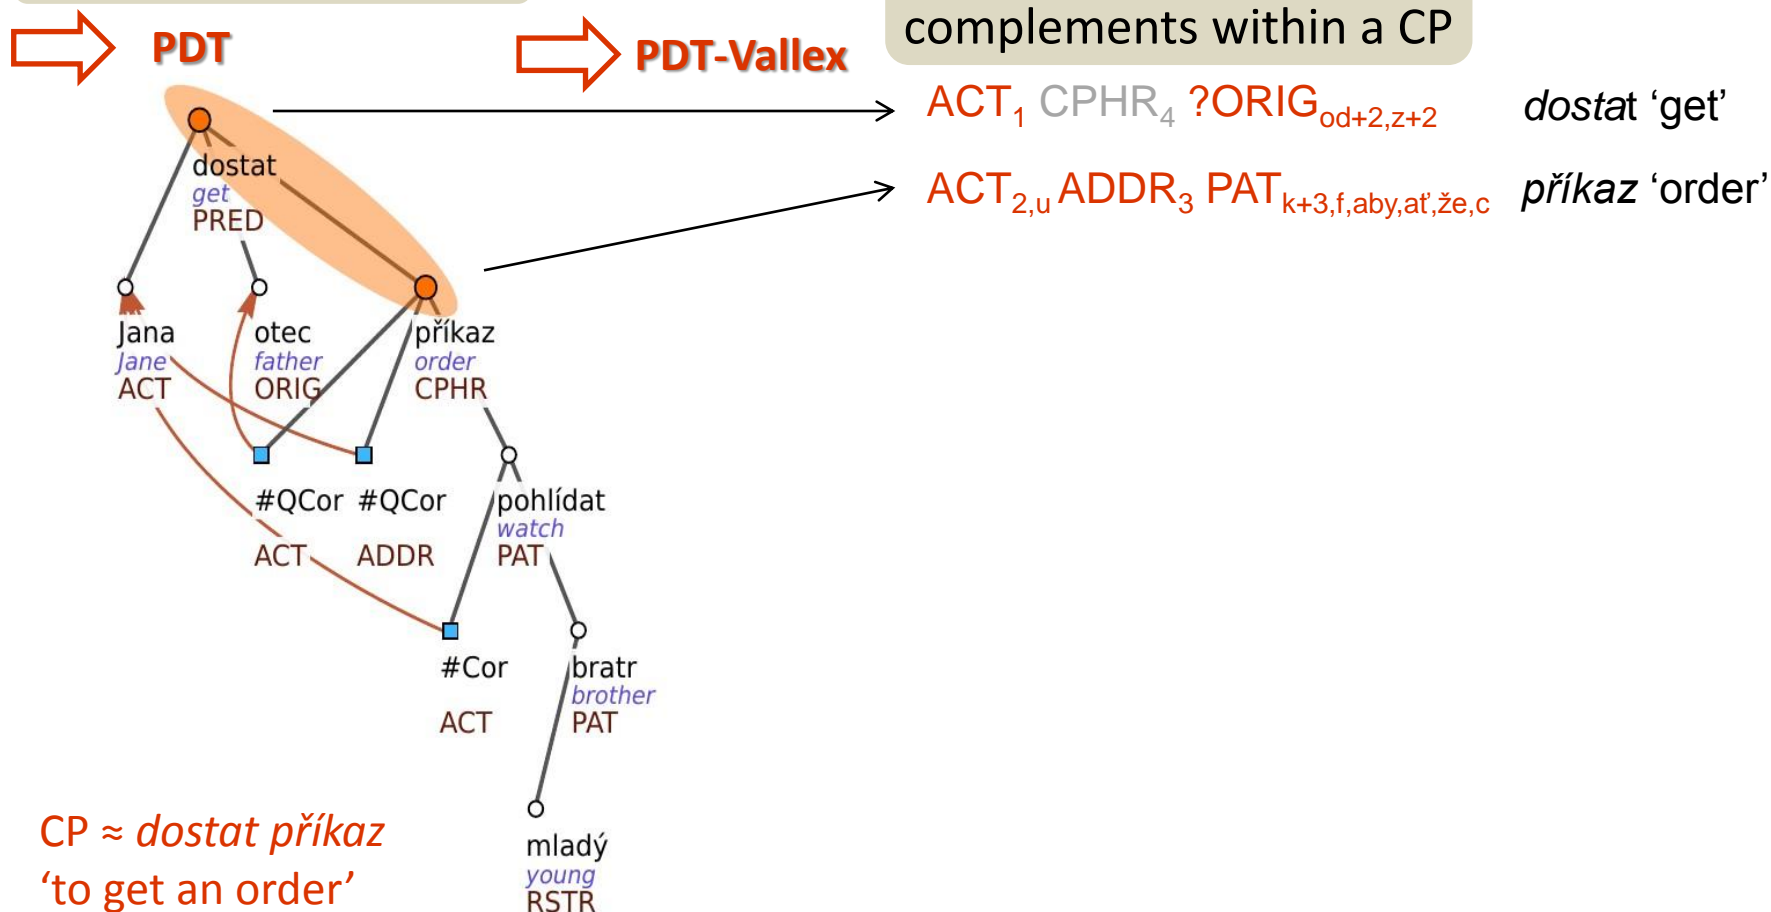 complements within a CP
PDT
PDT-Vallex
ACT1 CPHR4 ?ORIGod+2,z+2 dostat ‘get’
ACT2,u ADDR3 PATk+3,f,aby,ať,že,c příkaz ‘order’
dostat
get
PRED
Jana otec příkaz
Jane father order
ACT ORIG CPHR
#QCor #QCor pohlídat
watch
ACT ADDR PAT
#Cor bratr
brother
ACT PAT
mladý
young
RSTR
CP ≈ dostat příkaz
‘to get an order’